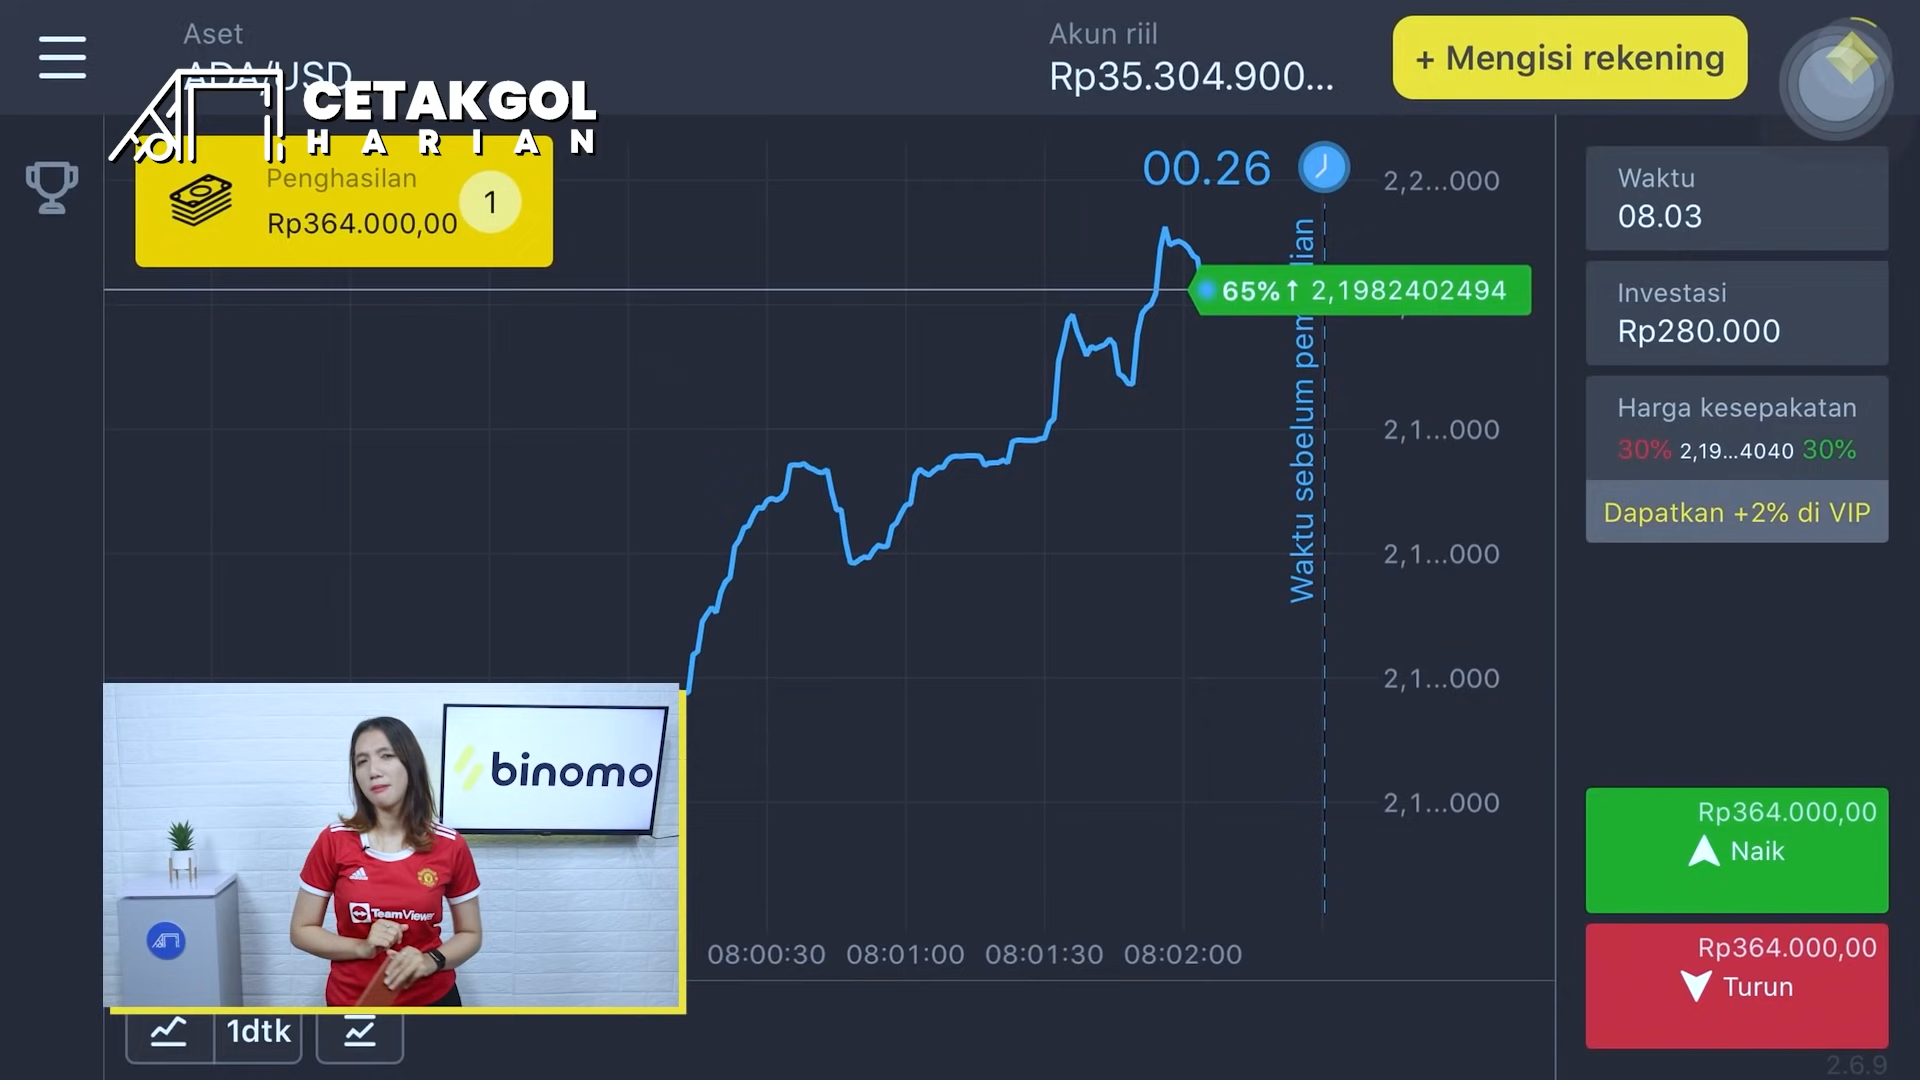 Aset
ADA/USD
CETAKGOL
HARIAN
Akun riil
Rp35.304.900...
+ Mengisi rekening
Penghasilan
Rp364.000,00
1
00.26
2,2...000
65%↑ 2,1982402494
Waktu sebelum
2,1...000
2,1...000
2,1...000
2,1...000
08:00:30
08:01:00
08:01:30
08:02:00
Waktu
08.03
Investasi
Rp280.000
Harga kesepakatan
30% 2,19...4040 30%
Dapatkan +2% di VIP
Rp364.000,00
Naik
Rp364.000,00
Turun
binomo
TeamViewer
1dtk
2.6.9